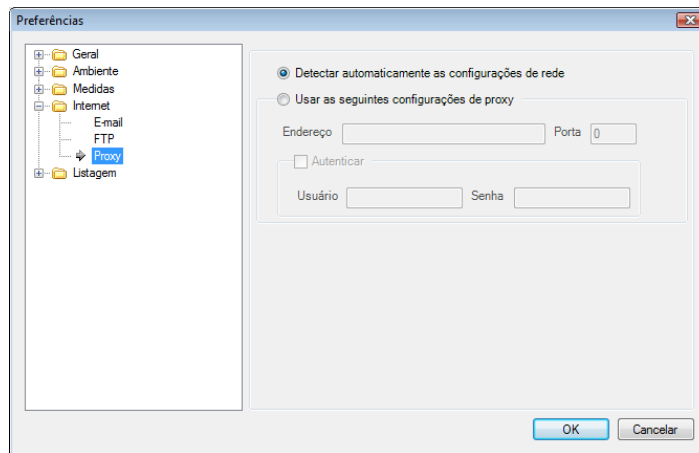 Preferências
Geral
Ambiente
Medidas
Internet
E-mail
FTP
Proxy
Listagem
Detectar automaticamente as configurações de rede
Usar as seguintes configurações de proxy
Endereço Porta 0
Autenticar
Usuário Senha
OK Cancelar